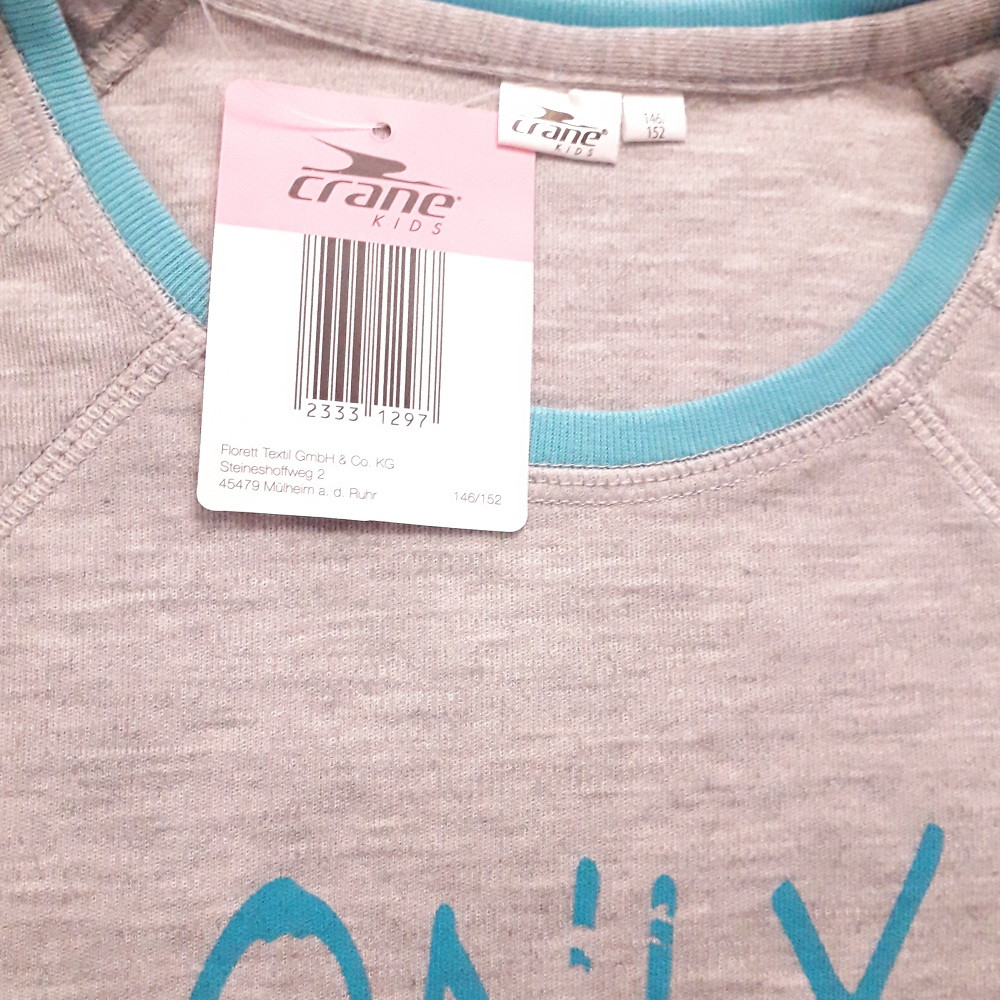 crane
KIDS
2333 1297
Florett Textil GmbH & Co. KG
Steineshoffweg 2
45479 Mülheim a. d. Ruhr
146/152
crane®
KIDS
146.
152
ONLY